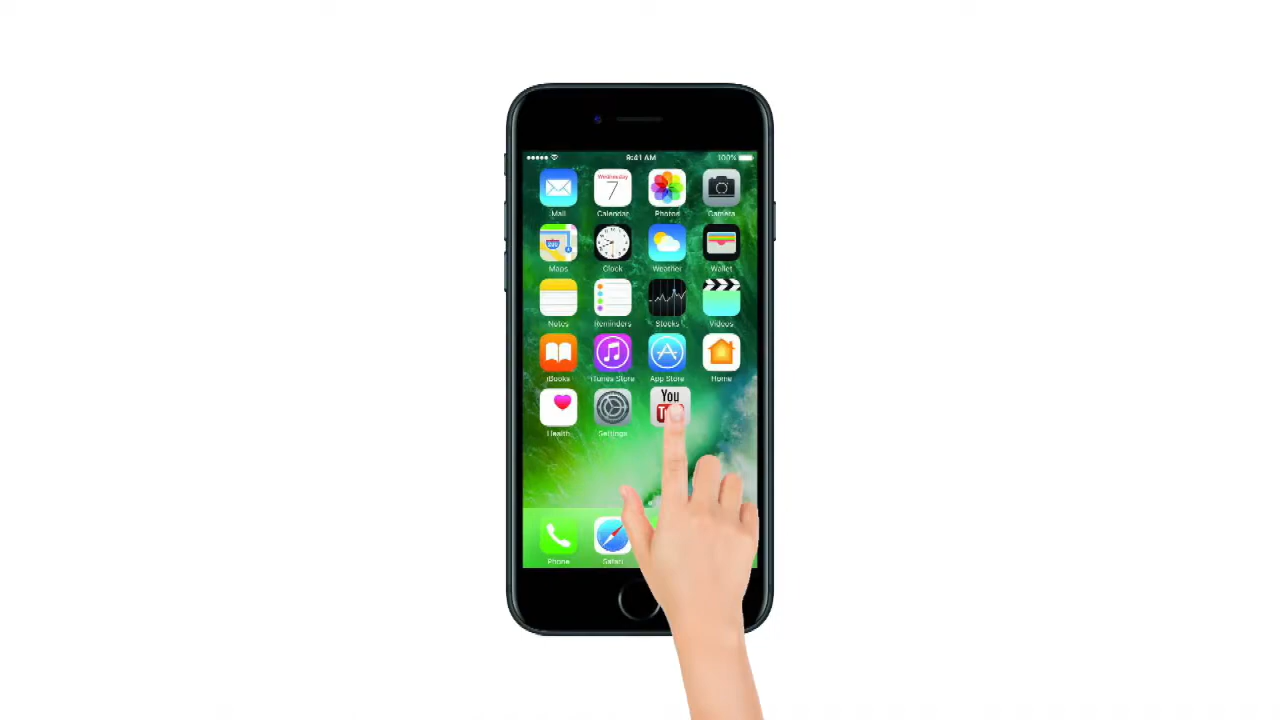 9:41 AM 100%
Wednesday
7
Mail Calendar Photos Camera
280
Maps Clock Weather Wallet
Notes Reminders Stocks Videos
iBooks iTunes Store App Store Home
You
Health Settings
Phone Safari